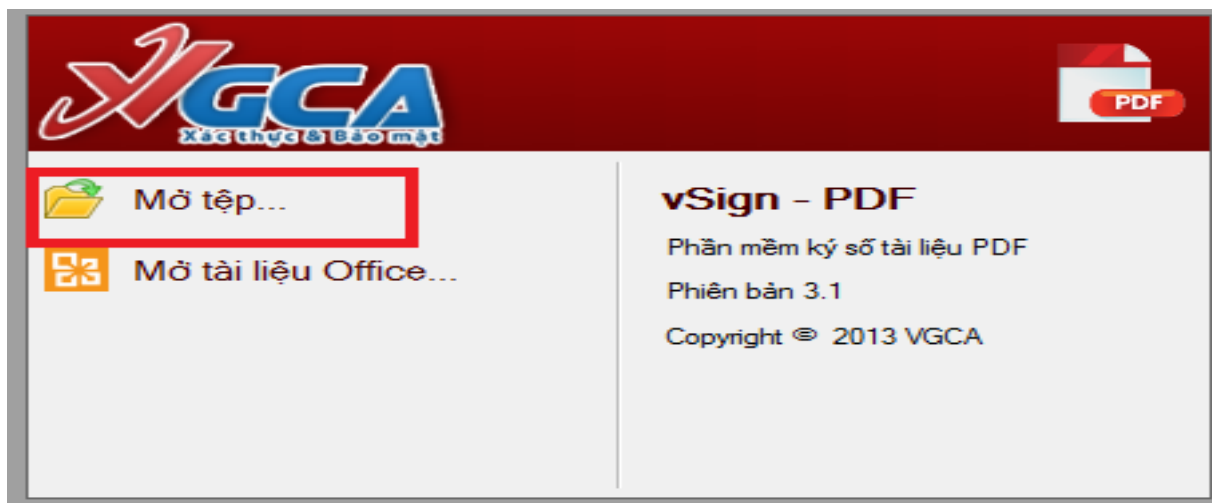 VGCA
Xác thực & Bảo mật
PDF
Mở tệp...
Mở tài liệu Office...
vSign - PDF
Phần mềm ký số tài liệu PDF
Phiên bản 3.1
Copyright © 2013 VGCA